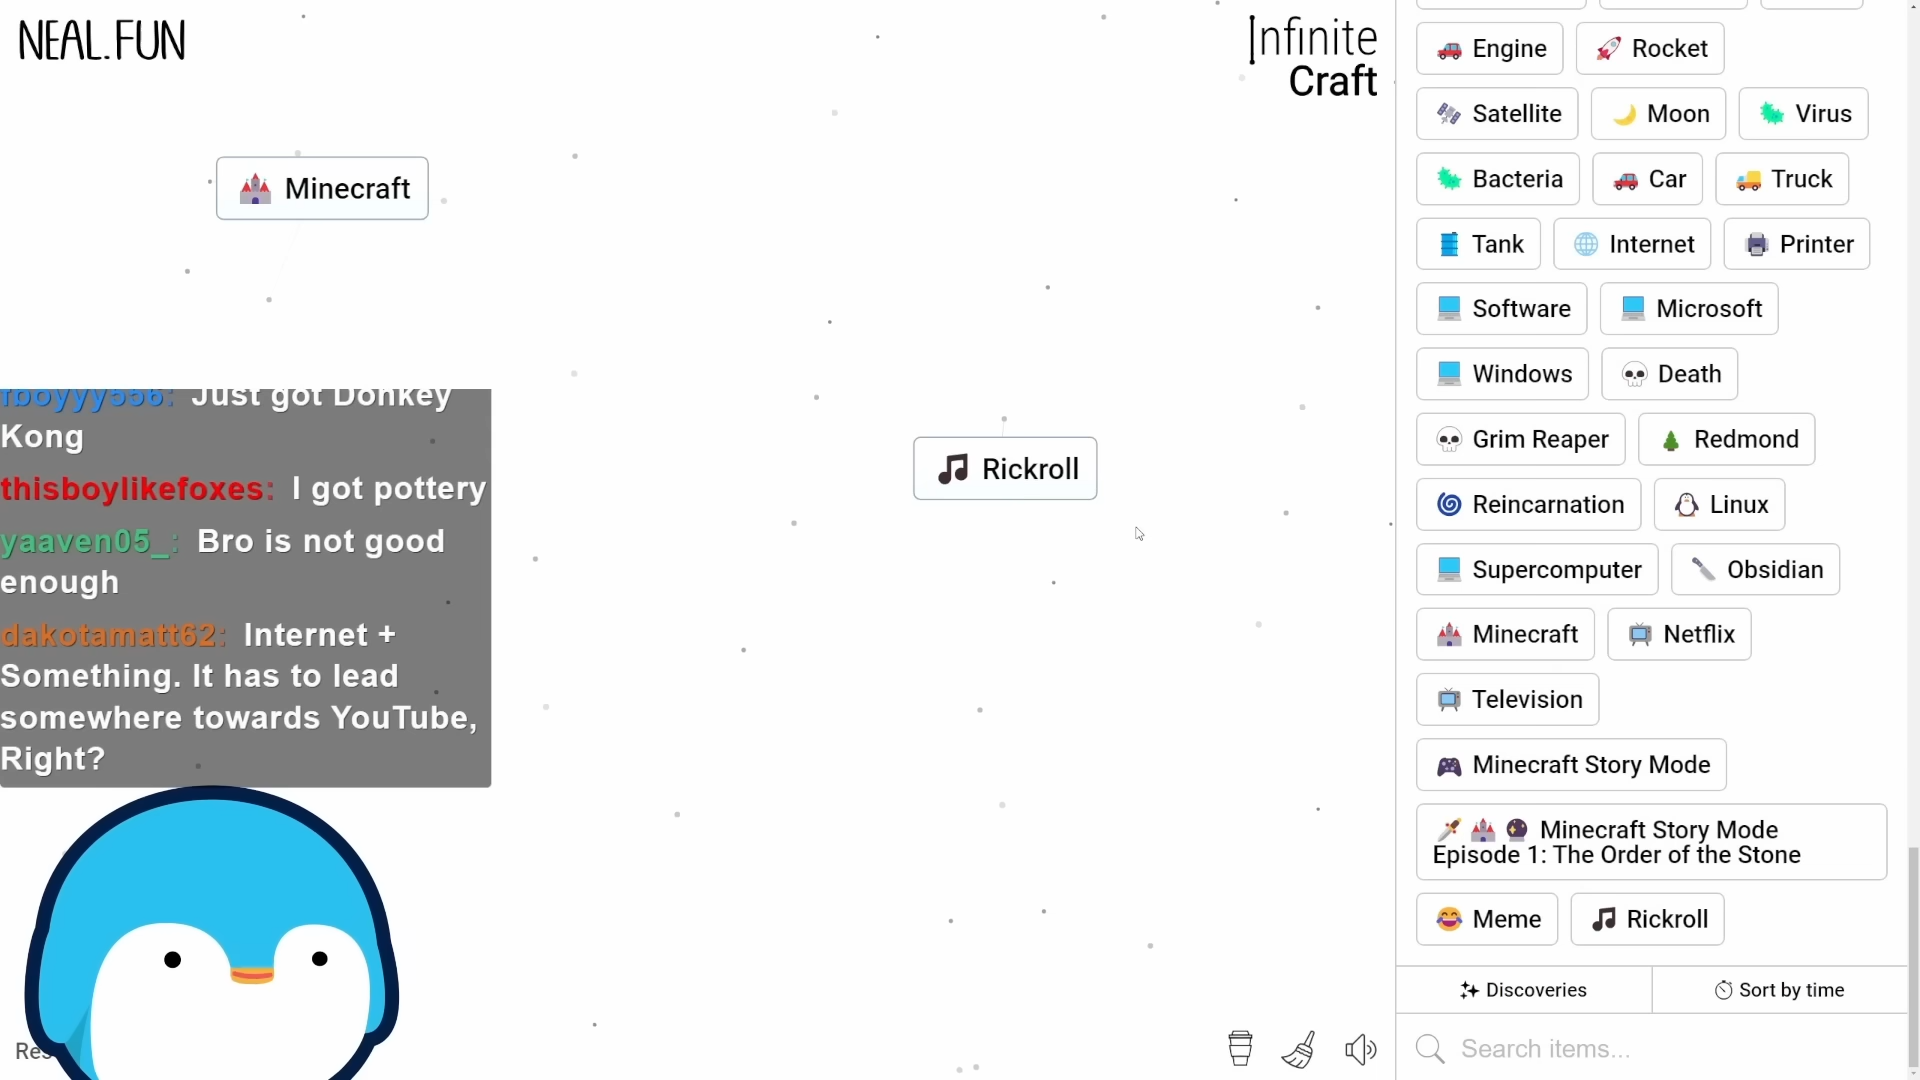 NEAL.FUN
Infinite
Craft
Minecraft
Rickroll
fboyyy556: Just got Donkey
Kong
thisboylikefoxes: I got pottery
yaaven05_: Bro is not good
enough
dakotamatt62: Internet +
Something. It has to lead
somewhere towards YouTube,
Right?
Engine Rocket
Satellite Moon Virus
Bacteria Car Truck
Tank Internet Printer
Software Microsoft
Windows Death
Grim Reaper Redmond
Reincarnation Linux
Supercomputer Obsidian
Minecraft Netflix
Television
Minecraft Story Mode
Minecraft Story Mode
Episode 1: The Order of the Stone
Meme Rickroll
Discoveries Sort by time
Search items...